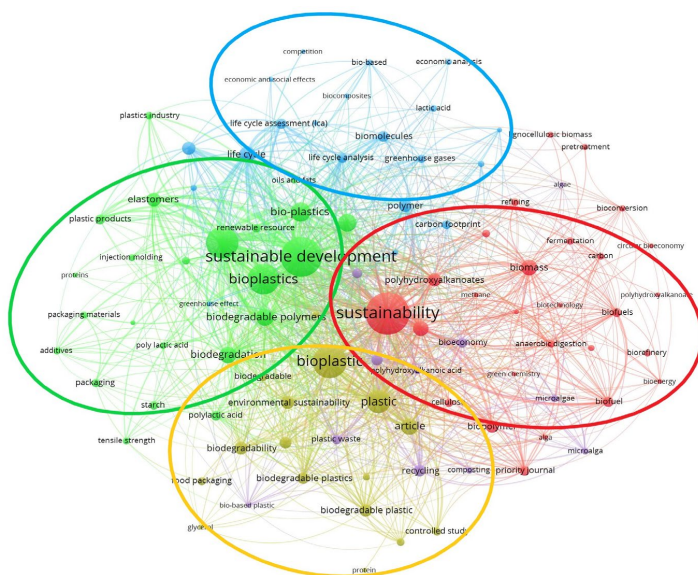 competition
bio-based
economic analysis
economic and social effects
biocomposites
lactic acid
plastics industry
life cycle assessment (lca)
biomolecules
lignocellulosic biomass
pretreatment
life cycle
life cycle analysis
greenhouse gases
oils and fats
algae
elastomers
bio-plastics
polymer
refining
bioconversion
plastic products
renewable resource
carbon footprint
fermentation
circular bioeconomy
injection molding
sustainable development
carbon
proteins
bioplastics
biomass
polyhydroxyalkanoates
methane
polyhydroxyalkanoate
greenhouse effect
biotechnology
packaging materials
biodegradable polymers
sustainability
biofuels
additives
poly lactic acid
biodegradation
bioeconomy
anaerobic digestion
biorefinery
bioplastic
biodegradable
polyhydroxyalkanoic acid
green chemistry
bioenergy
packaging
starch
polylactic acid
environmental sustainability
plastic
cellulose
microalgae
biofuel
tensile strength
biodegradability
plastic waste
article
biopolymer
alga
microalga
food packaging
biodegradable plastics
recycling
composting
priority journal
bio-based plastic
biodegradable plastic
glycerol
controlled study
protein